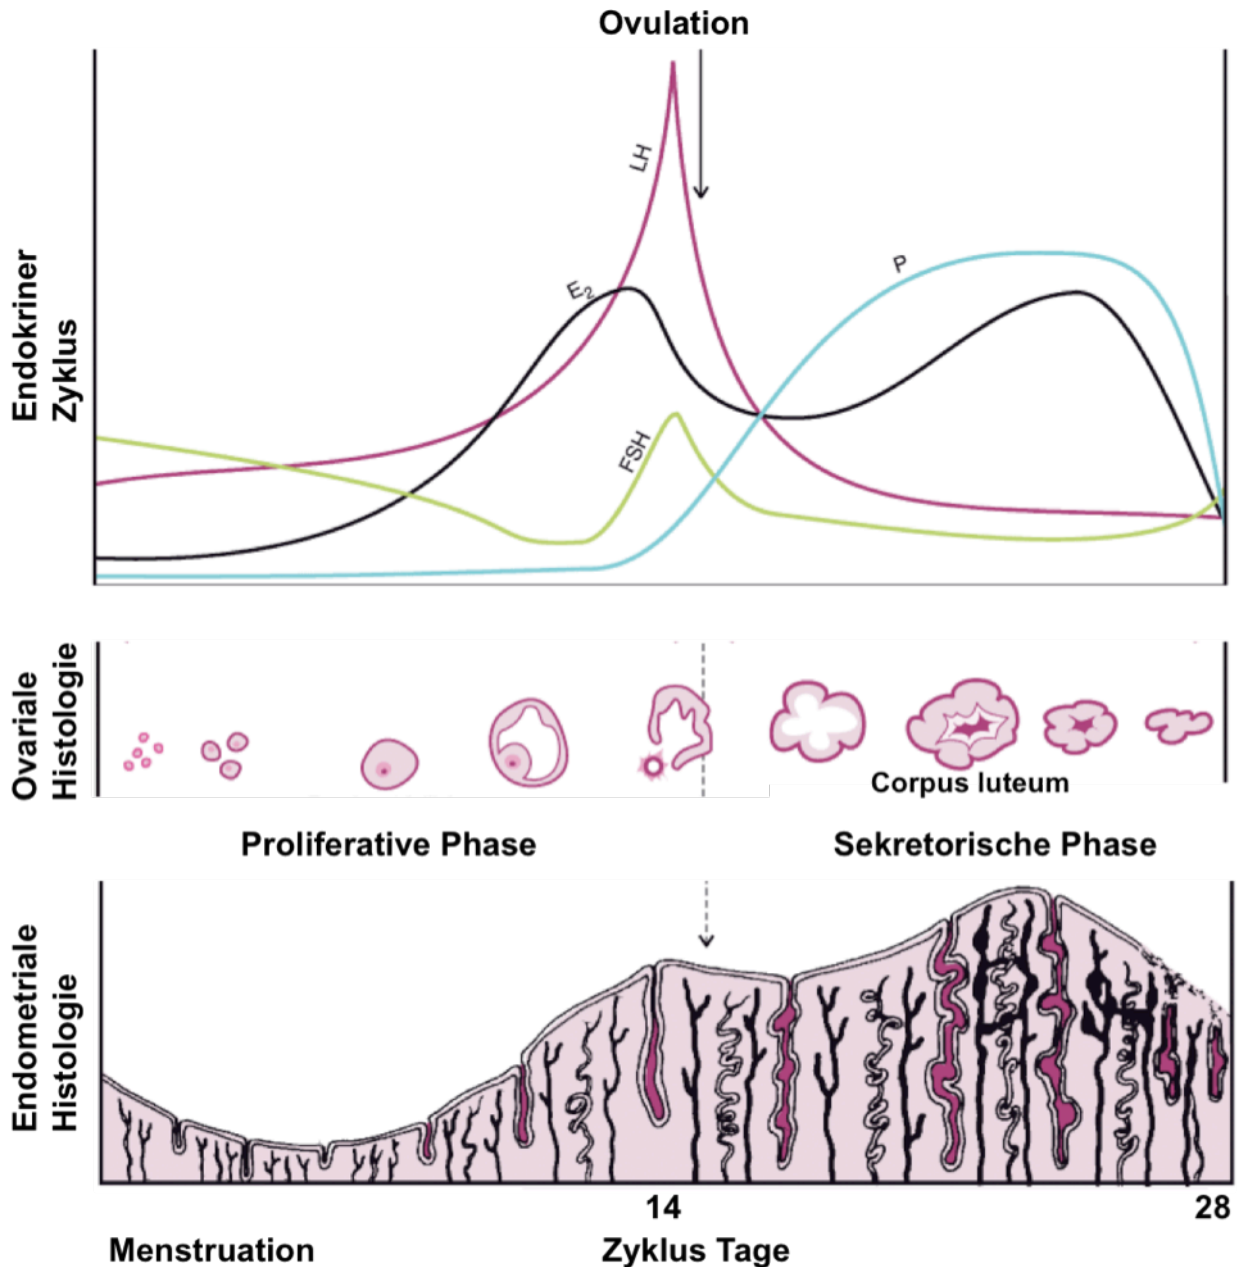 Ovulation
LH
E₂
P
FSH
Endokriner
Zyklus
Ovariale
Histologie
Corpus luteum
Proliferative Phase
Sekretorische Phase
Endometriale
Histologie
14
28
Menstruation
Zyklus Tage